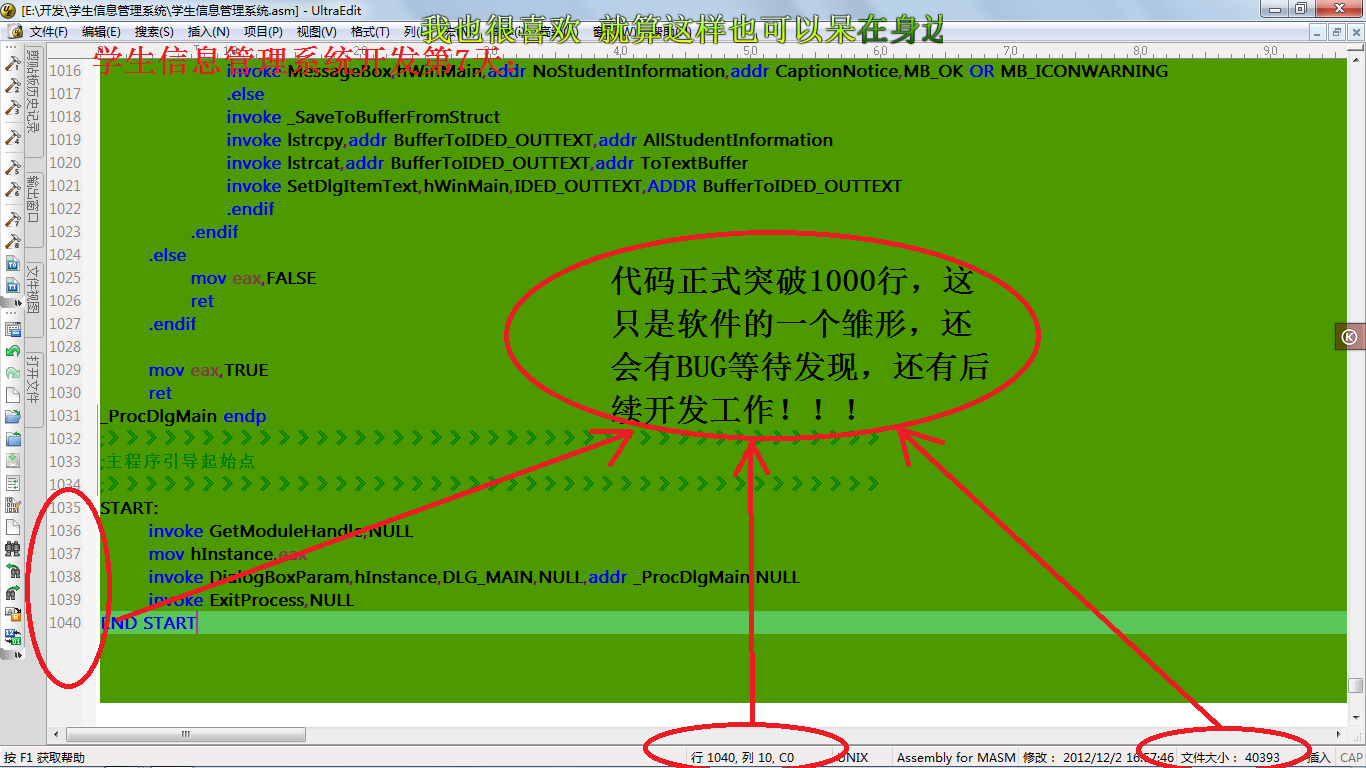 [E:\开发\学生信息管理系统\学生信息管理系统.asm] - UltraEdit
我也很喜欢 就算这样也可以呆在身边
文件(F) 编辑(E) 搜索(S) 插入(N) 项目(P) 视图(V) 格式(T)
学生信息管理系统开发第7天:
40 50 60 70 80 90
剪贴板历史记录
输出窗口
文件视图
打开文件
1016 invoke MessageBox,hWinMain,addr NoStudentInformation,addr CaptionNotice,MB_OK OR MB_ICONWARNING
1017 .else
1018 invoke _SaveToBufferFromStruct
1019 invoke lstrcpy,addr BufferToIDED_OUTTEXT,addr AllStudentInformation
1020 invoke lstrcat,addr BufferToIDED_OUTTEXT,addr ToTextBuffer
1021 invoke SetDlgItemText,hWinMain,IDED_OUTTEXT,ADDR BufferToIDED_OUTTEXT
1022 .endif
1023 .endif
1024 .else
1025 mov eax,FALSE
1026 ret
1027 .endif
1028
1029 mov eax,TRUE
1030 ret
1031 _ProcDlgMain endp
1032 ;》》》》》》》》》》》》》》》》》》》》》》》》》
1033 ;主程序引导起始点
1034 ;》》》》》》》》》》》》》》》》》》》》》》》》》
1035 START:
1036 invoke GetModuleHandle,NULL
1037 mov hInstance,eax
1038 invoke DialogBoxParam,hInstance,DLG_MAIN,NULL,addr _ProcDlgMain,NULL
1039 invoke ExitProcess,NULL
1040 END START
代码正式突破1000行，这
只是软件的一个雏形，还
会有BUG等待发现，还有后
续开发工作！！！
按 F1 获取帮助 行 1040, 列 10, C0 UNIX Assembly for MASM 修改： 2012/12/2 16:57:46 文件大小： 40393 插入 CAP